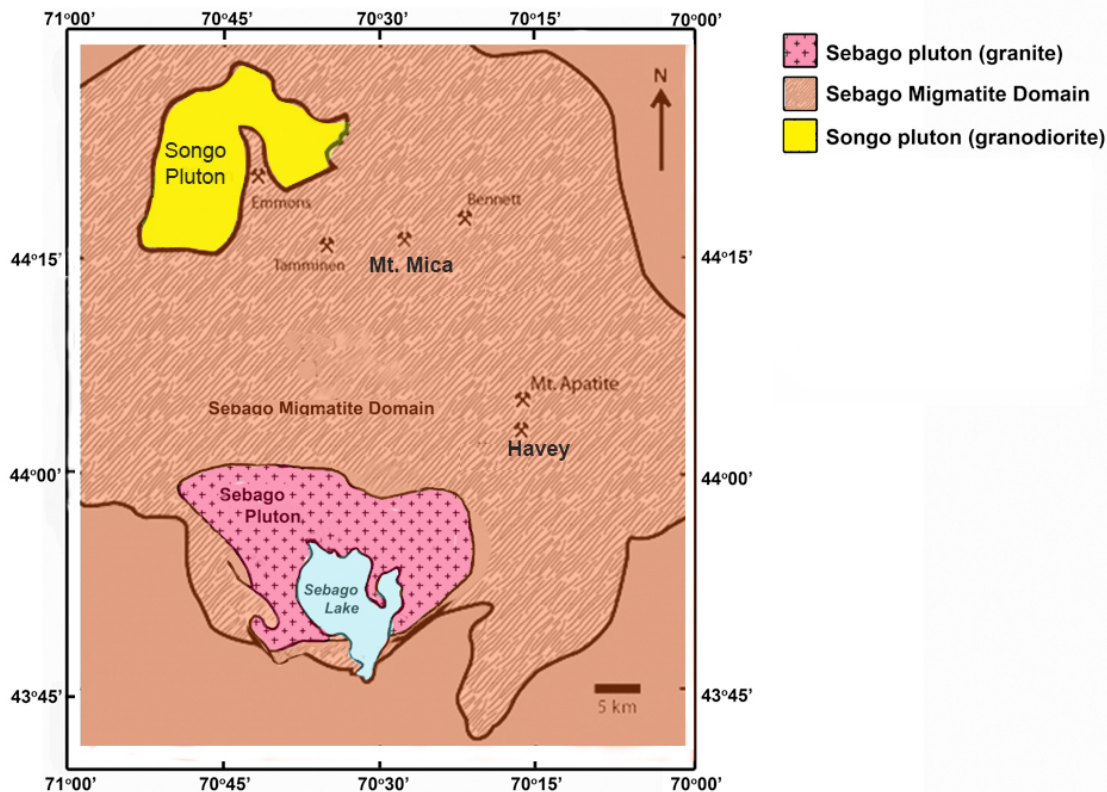 71°00’ 70°45’ 70°30’ 70°15’ 70°00’
N
Sebago pluton (granite)
Sebago Migmatite Domain
Songo pluton (granodiorite)
Songo
Pluton
Emmons
Bennett
Tamminen
Mt. Mica
44°15’ 44°15’
Mt. Apatite
Sebago Migmatite Domain
Havey
44°00’ 44°00’
Sebago
Pluton
Sebago
Lake
43°45’ 43°45’
5 km
71°00’ 70°45’ 70°30’ 70°15’ 70°00’